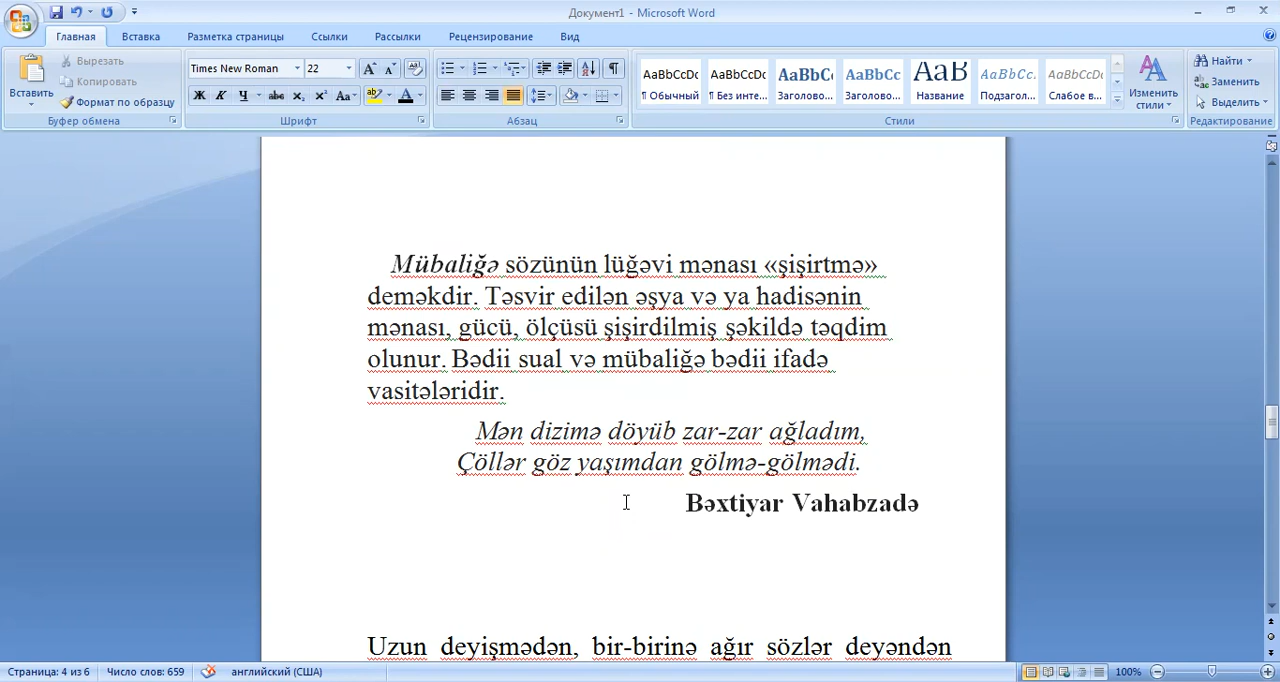 Документ1 - Microsoft Word
Главная Вставка Разметка страницы Ссылки Рассылки Рецензирование Вид
Вставить
Вырезать
Копировать
Формат по образцу
Буфер обмена
Times New Roman 22
Ж К Ч abc x₂ x² Aa
Шрифт
Абзац
AaBbCcDc AaBbCcDc AaBbC AaBbCc AaB AaBbCc. AaBbCcDc
¶ Обычный ¶ Без инте... Заголово... Заголово... Название Подзагол... Слабое в...
Стили
Изменить
стили
Найти
Заменить
Выделить
Редактирование
Mübaliğə sözünün lüğəvi mənası «şişirtmə»
deməkdir. Təsvir edilən əşya və ya hadisənin
mənası, gücü, ölçüsü şişirdilmiş şəkildə təqdim
olunur. Bədii sual və mübaliğə bədii ifadə
vasitələridir.
Mən dizimə döyüb zar-zar ağladım,
Çöllər göz yaşımdan gölmə-gölmədi.
Bəxtiyar Vahabzadə
Uzun deyişmədən, bir-birinə ağır sözlər deyəndən
Страница: 4 из 6 Число слов: 659 английский (США) 100%